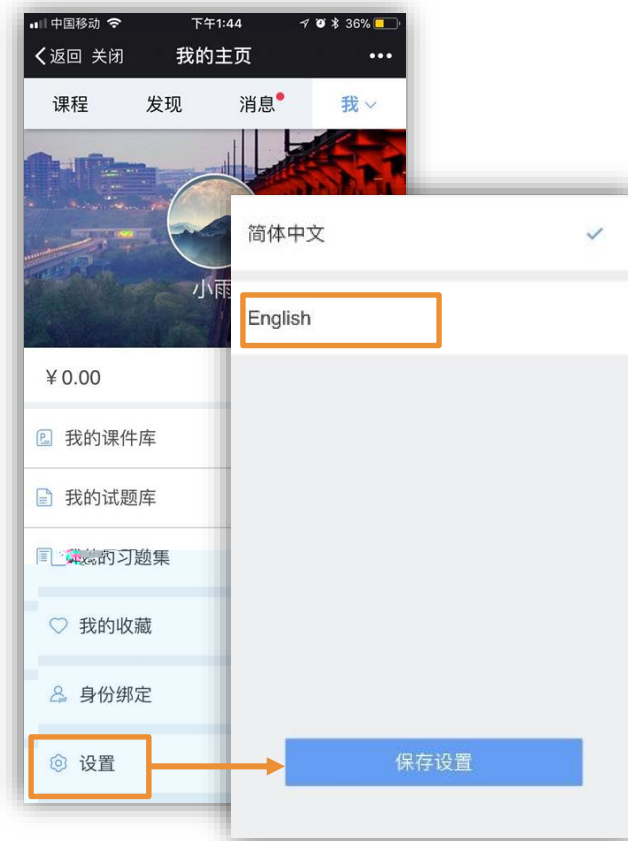 中国移动 下午1:44 36%
返回 关闭 我的主页
课程 发现 消息 我
小雨
¥0.00
我的课件库
我的试题库
的习题集
我的收藏
身份绑定
设置
简体中文
English
保存设置